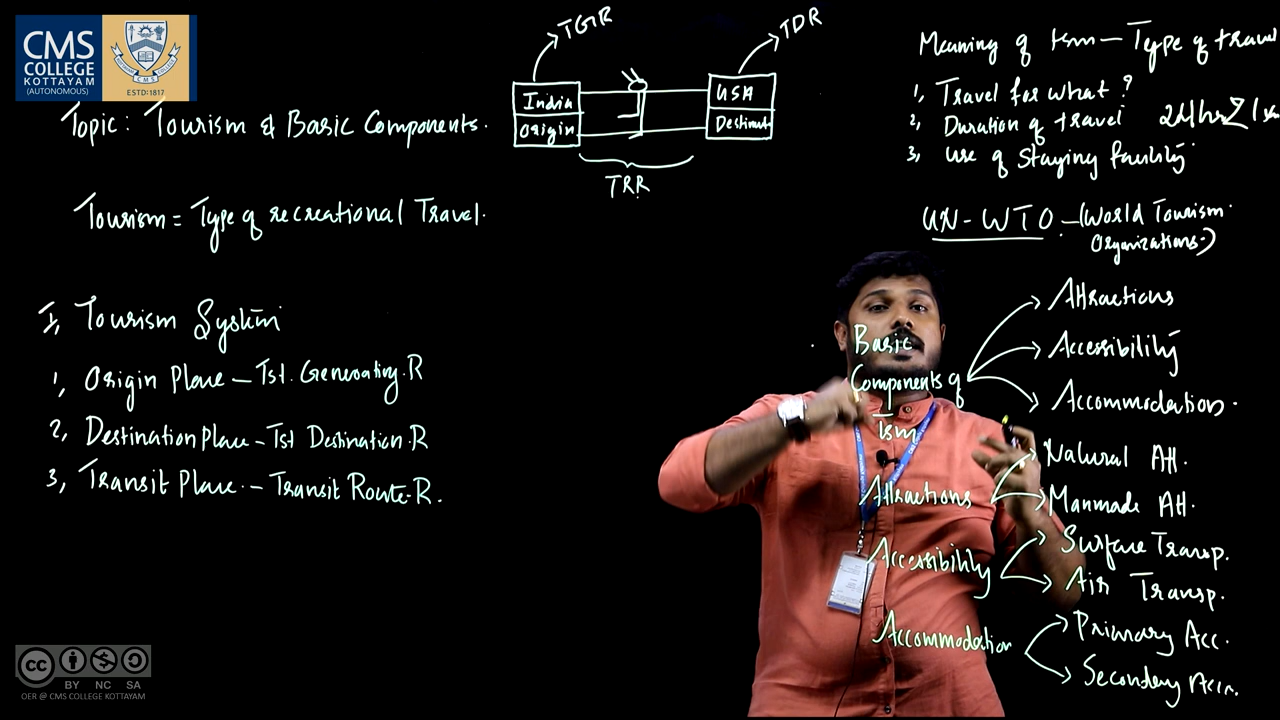 CMS
COLLEGE
KOTTAYAM
(AUTONOMOUS)
ESTD:1817
Topic: Tourism & Basic Components.
Tourism = Type of recreational Travel.
I, Tourism System
1, Origin Place – Tst. Generating. R
2, Destination Place – Tst Destination. R
3, Transit Place. – Transit Route. R.
TGR
TDR
India
Origin
USA
Destinat
TRR
Meaning of tsm – Type of travel
1, Travel for what?
2, Duration of travel 24hr
3, Use of Staying facility
UN-WTO – (World Tourism
Organizations.)
Basic
Components of
Tsm
Attractions
Accessibility
Accommodations.
Attractions
Natural Att.
Manmade Att.
Accessibility
Surface Transp.
Air Transp.
Accommodation
Primary Acc.
Secondary Acc.
CC BY NC SA
OER @ CMS COLLEGE KOTTAYAM